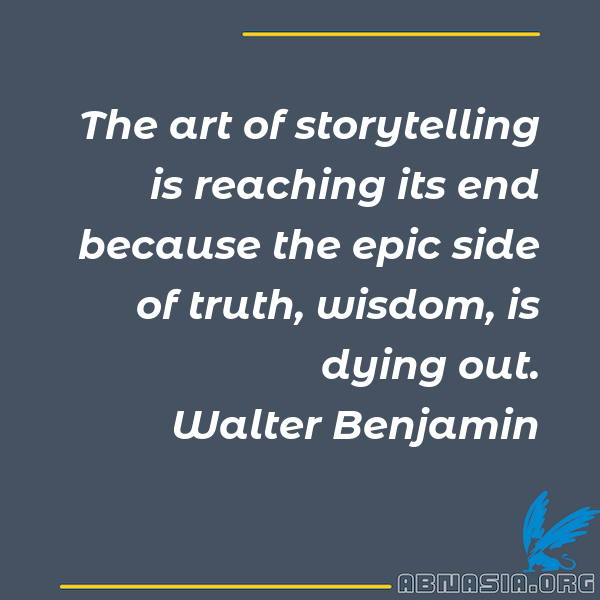 The art of storytelling
is reaching its end
because the epic side
of truth, wisdom, is
dying out.
Walter Benjamin
ABNASIA.ORG